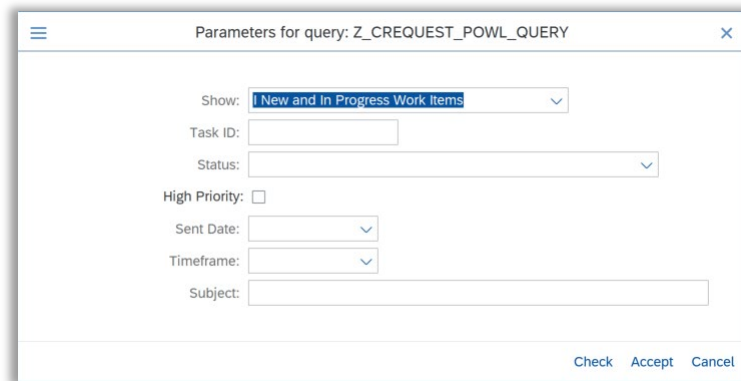 Parameters for query: Z_CREQUEST_POWL_QUERY
Show: I New and In Progress Work Items
Task ID:
Status:
High Priority:
Sent Date:
Timeframe:
Subject:
Check Accept Cancel